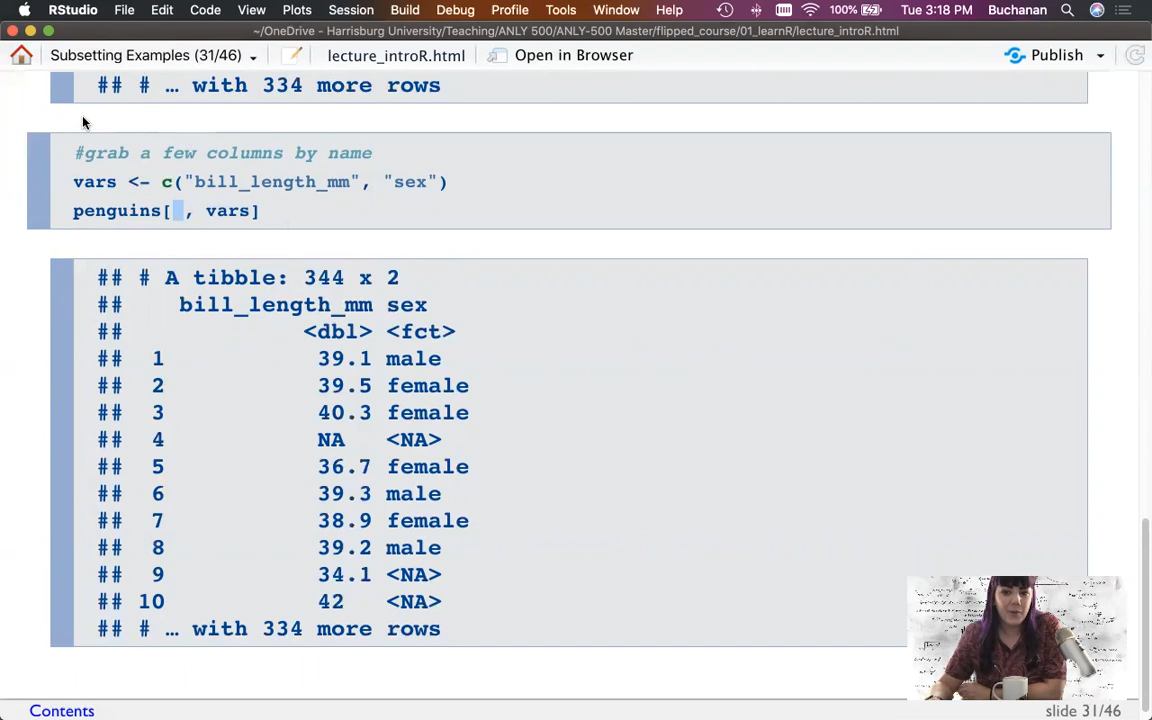 RStudio File Edit Code View Plots Session Build Debug Profile Tools Window Help 100% Tue 3:18 PM Buchanan
~/OneDrive - Harrisburg University/Teaching/ANLY 500/ANLY-500 Master/flipped_course/01_learnR/lecture_introR.html
Subsetting Examples (31/46) lecture_introR.html Open in Browser Publish
## # … with 334 more rows
#grab a few columns by name
vars <- c("bill_length_mm", "sex")
penguins[ , vars]
## # A tibble: 344 x 2
## bill_length_mm sex
## <dbl> <fct>
## 1 39.1 male
## 2 39.5 female
## 3 40.3 female
## 4 NA <NA>
## 5 36.7 female
## 6 39.3 male
## 7 38.9 female
## 8 39.2 male
## 9 34.1 <NA>
## 10 42 <NA>
## # … with 334 more rows
Contents slide 31/46